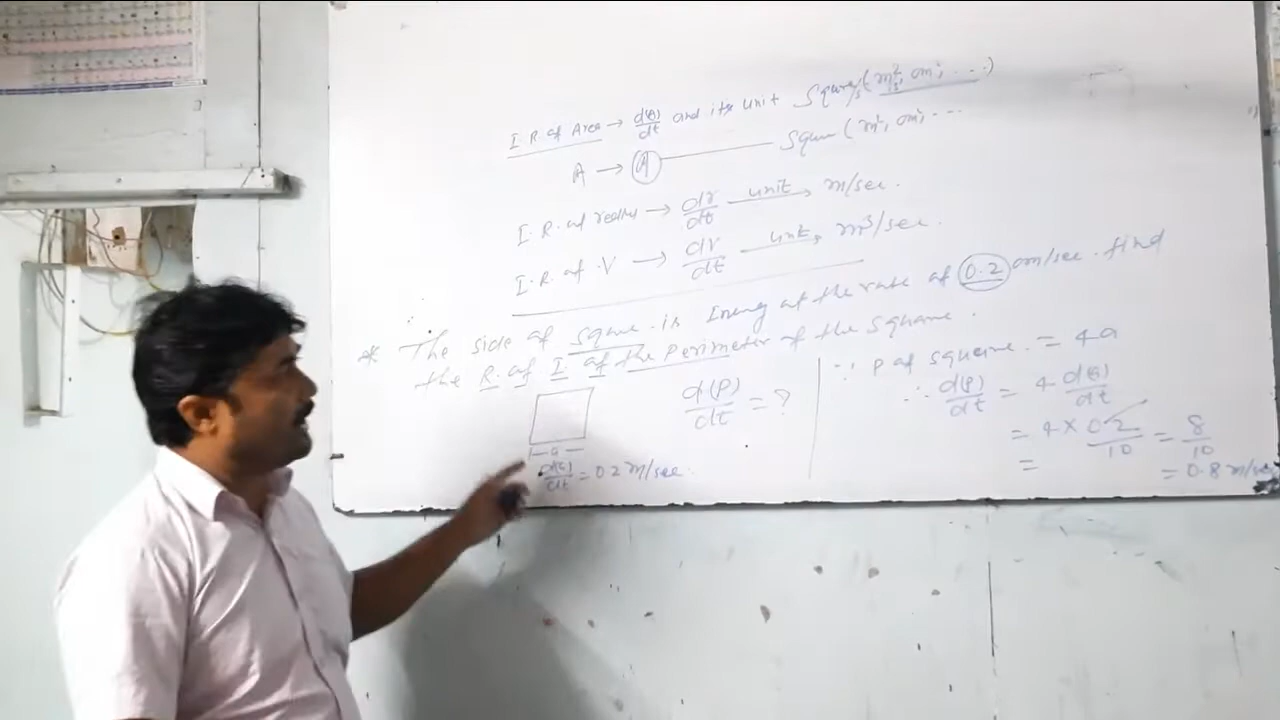 I.R. of Area → d(A)/dt and its unit Square/s (m²/s, cm², ....)
A → A — Square (m², cm², ...
I.R. of radius → dr/dt unit → m/sec.
I.R. of .V → dv/dt unit, m³/sec.
* The side of square is at the rate of 0.2 cm/sec. find
the R. of I. of the Perimeter of the square.
a
d(a)/dt = 0.2 m/sec.
d(P)/dt = ?
∵ P of square. = 4a
∴ d(P)/dt = 4 d(a)/dt
= 4 × 02/10 = 8/10
= = 0.8 m/sec